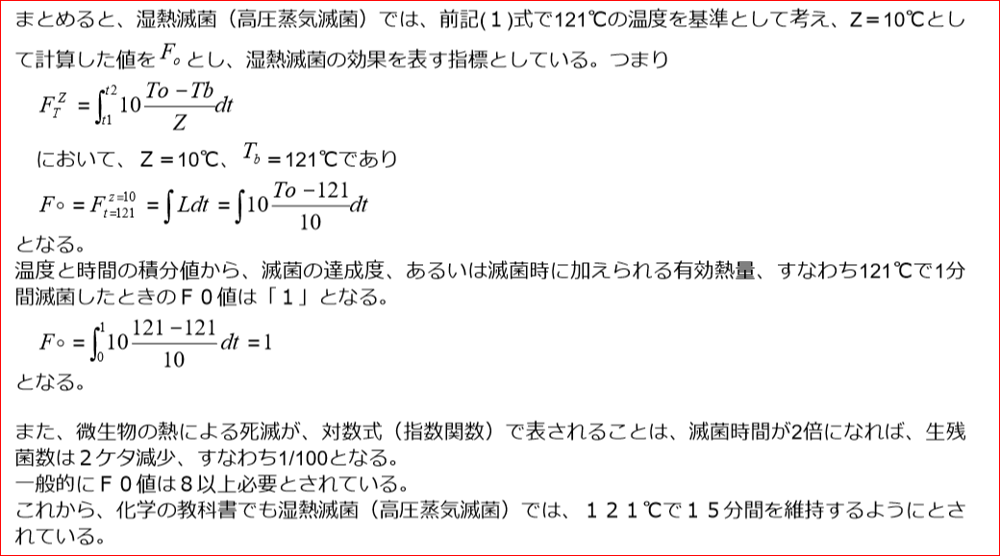 まとめると、湿熱滅菌（高圧蒸気滅菌）では、前記(１)式で121℃の温度を基準として考え、Z＝10℃とし
て計算した値を F。とし、湿熱滅菌の効果を表す指標としている。つまり
F_T^Z = ∫_{t1}^{t2} 10 (To − Tb)/Z dt
において、Z＝10℃、T_b＝121℃であり
F○ = F_{t=121}^{z=10} = ∫ Ldt = ∫ 10 (To − 121)/10 dt
となる。
温度と時間の積分値から、滅菌の達成度、あるいは滅菌時に加えられる有効熱量、すなわち121℃で1分
間滅菌したときのＦ０値は「１」となる。
F○ = ∫_0^1 10 (121 − 121)/10 dt = 1
となる。
また、微生物の熱による死滅が、対数式（指数関数）で表されることは、滅菌時間が2倍になれば、生残
菌数は２ケタ減少、すなわち1/100となる。
一般的にＦ０値は８以上必要とされている。
これから、化学の教科書でも湿熱滅菌（高圧蒸気滅菌）では、１２１℃で１５分間を維持するようにとさ
れている。